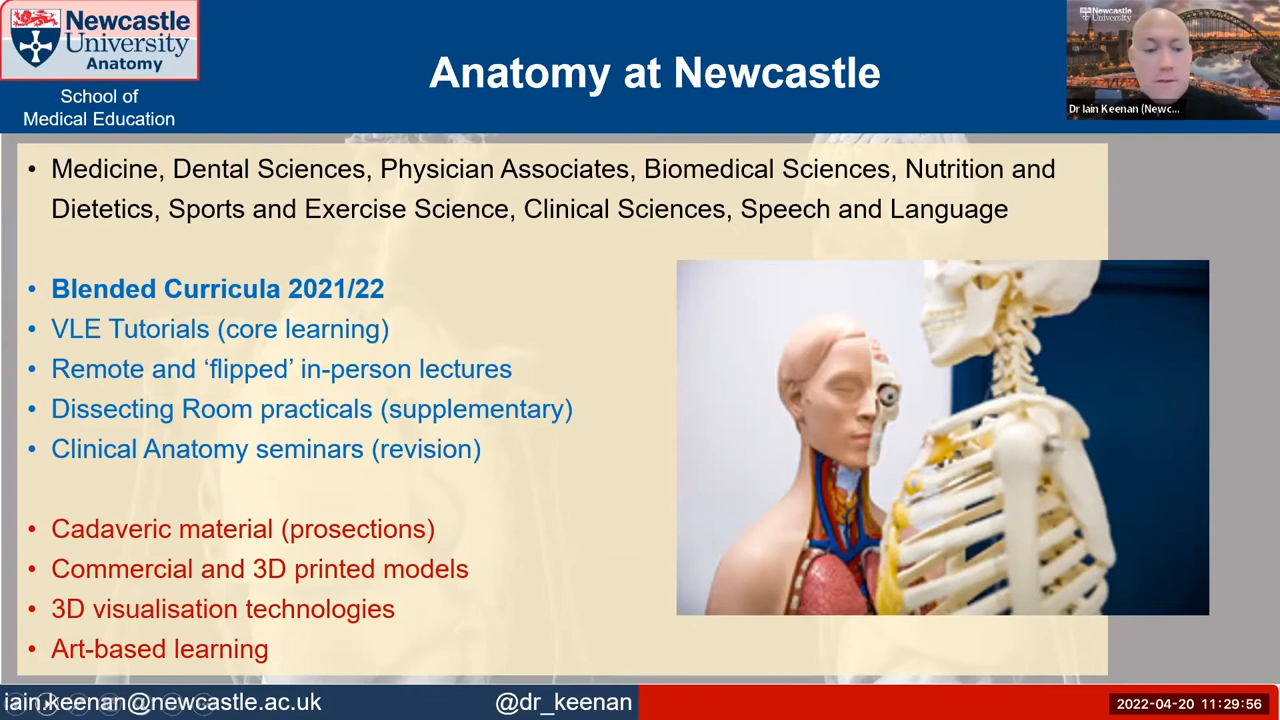 Newcastle
University
Anatomy
School of
Medical Education
Anatomy at Newcastle
Newcastle
University
Dr Iain Keenan (Newc...
• Medicine, Dental Sciences, Physician Associates, Biomedical Sciences, Nutrition and
Dietetics, Sports and Exercise Science, Clinical Sciences, Speech and Language
• Blended Curricula 2021/22
• VLE Tutorials (core learning)
• Remote and ‘flipped’ in-person lectures
• Dissecting Room practicals (supplementary)
• Clinical Anatomy seminars (revision)
• Cadaveric material (prosections)
• Commercial and 3D printed models
• 3D visualisation technologies
• Art-based learning
iain.keenan@newcastle.ac.uk
@dr_keenan
2022-04-20 11:29:56